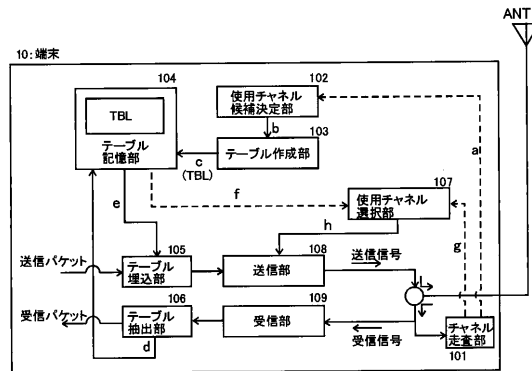 ANT
10:端末
104
TBL
テーブル
記憶部
102
使用チャネル
候補決定部
b
103
テーブル作成部
c
(TBL)
a
f
107
使用チャネル
選択部
e
h
g
送信パケット
105
テーブル
埋込部
108
送信部
送信信号
受信パケット
106
テーブル
抽出部
109
受信部
受信信号
d
チャネル
走査部
101